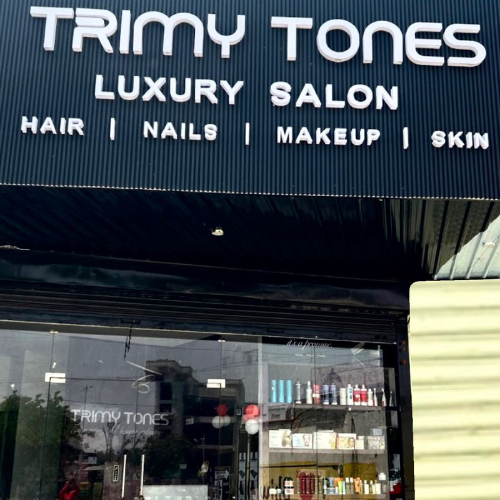 TRIMY TONES
LUXURY SALON
HAIR | NAILS | MAKEUP | SKIN
TRIMY TONES